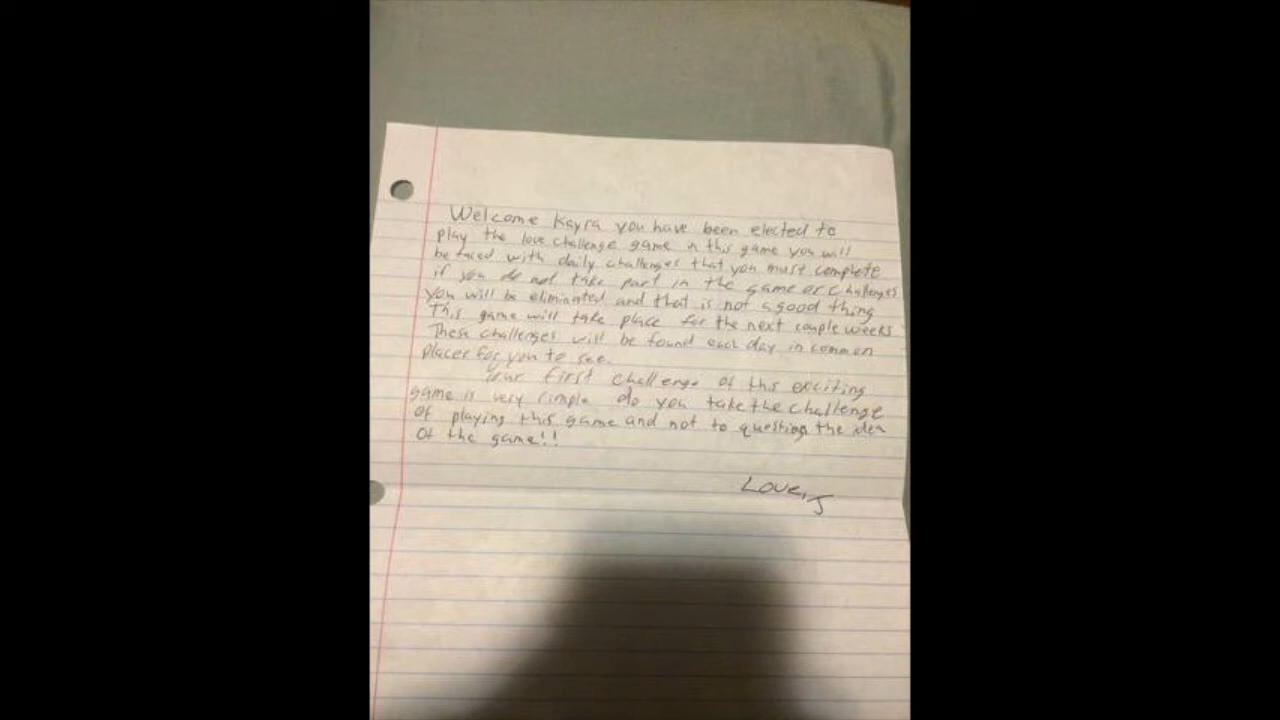 Welcome Kayra you have been elected to
play the love challenge game in this game you will
be faced with daily challenges that you must complete
if you do not take part in the game or challenges
you will be eliminated and that is not a good thing
This game will take place for the next couple weeks
These challenges will be found each day in common
places for you to see.
Your first challenge of this exciting
game is very simple do you take the challenge
of playing this game and not to question the idea
of the game!!
Love, J